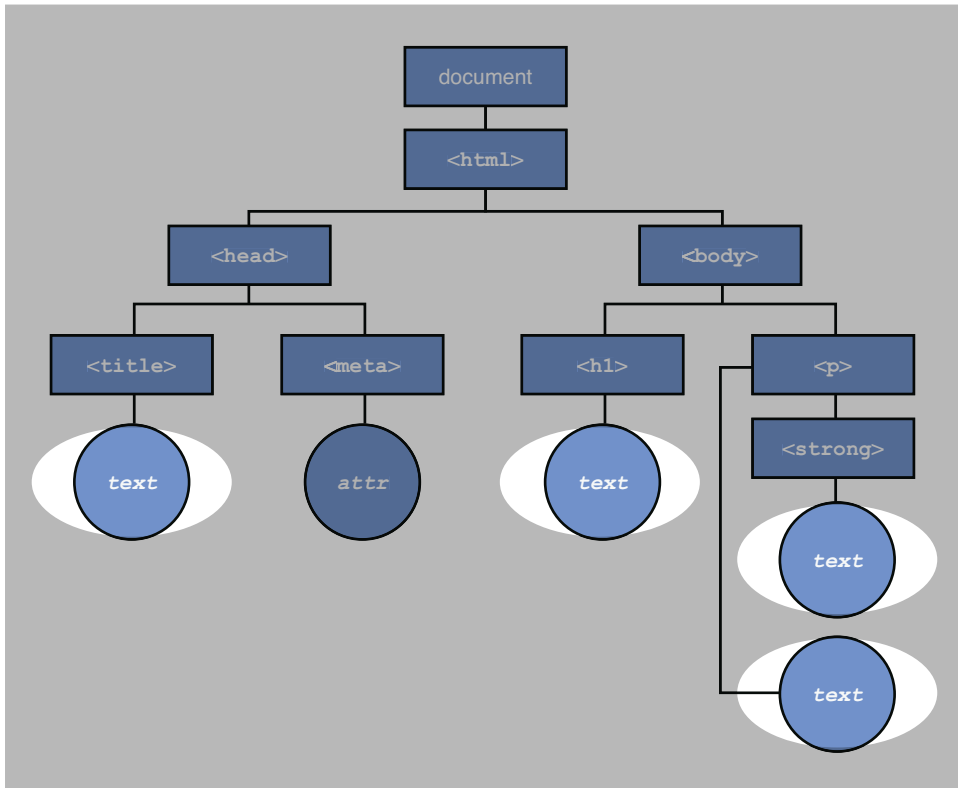 document
<html>
<head>
<body>
<title>
<meta>
<h1>
<p>
text
attr
text
<strong>
text
text